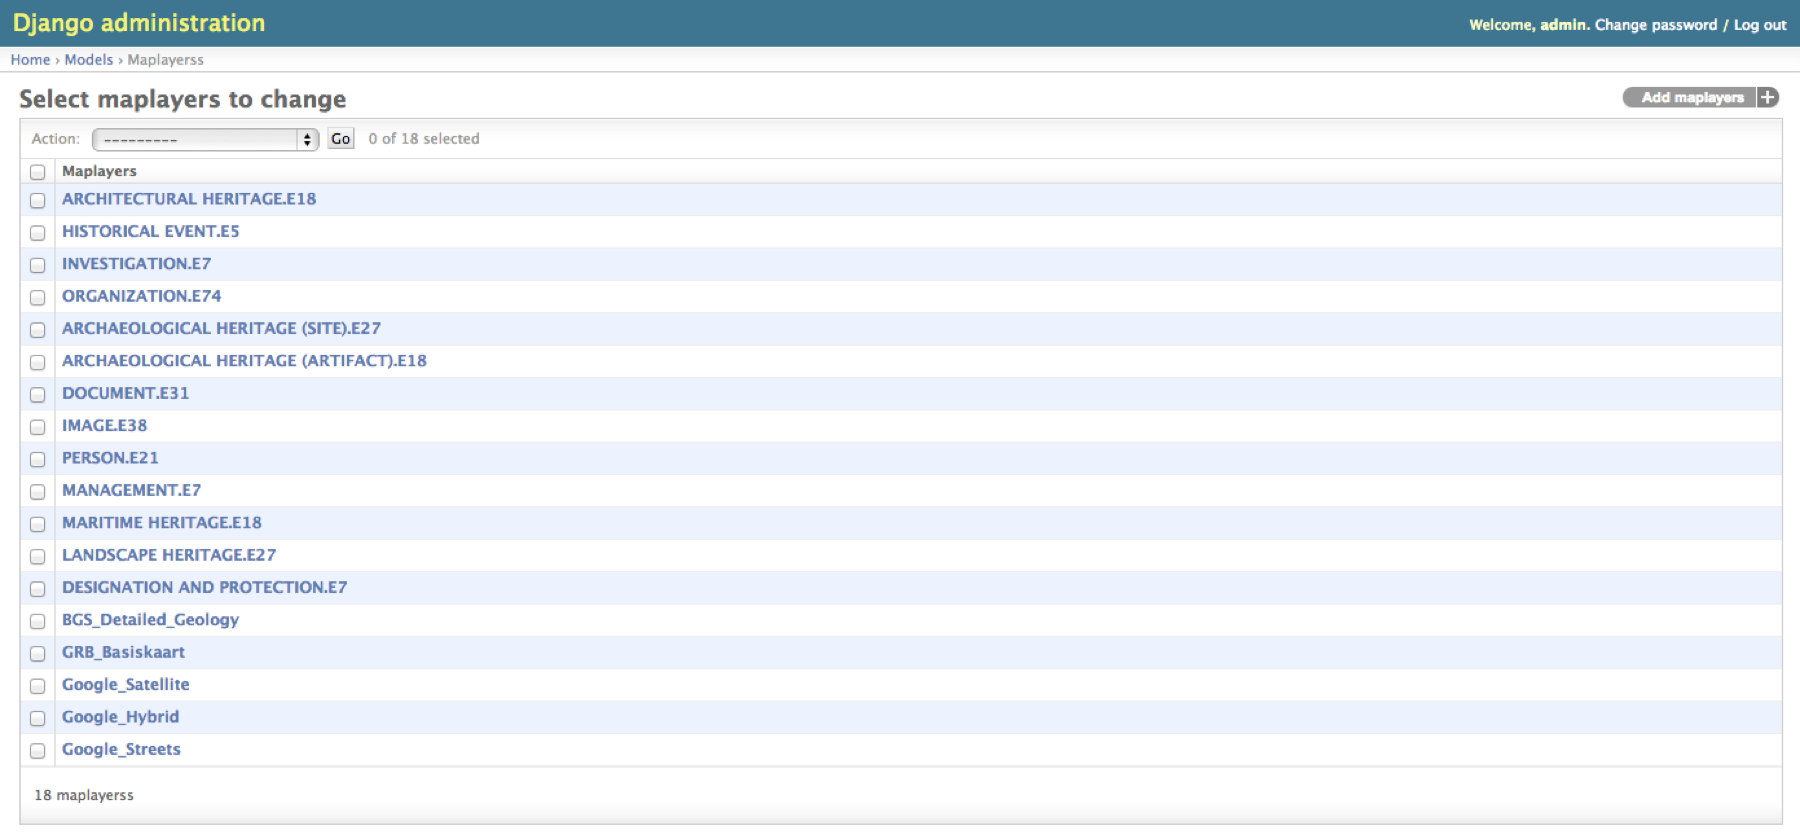 Django administration
Welcome, admin. Change password / Log out
Home › Models › Maplayerss
Select maplayers to change
Add maplayers +
Action: --------- Go 0 of 18 selected
Maplayers
ARCHITECTURAL HERITAGE.E18
HISTORICAL EVENT.E5
INVESTIGATION.E7
ORGANIZATION.E74
ARCHAEOLOGICAL HERITAGE (SITE).E27
ARCHAEOLOGICAL HERITAGE (ARTIFACT).E18
DOCUMENT.E31
IMAGE.E38
PERSON.E21
MANAGEMENT.E7
MARITIME HERITAGE.E18
LANDSCAPE HERITAGE.E27
DESIGNATION AND PROTECTION.E7
BGS_Detailed_Geology
GRB_Basiskaart
Google_Satellite
Google_Hybrid
Google_Streets
18 maplayerss